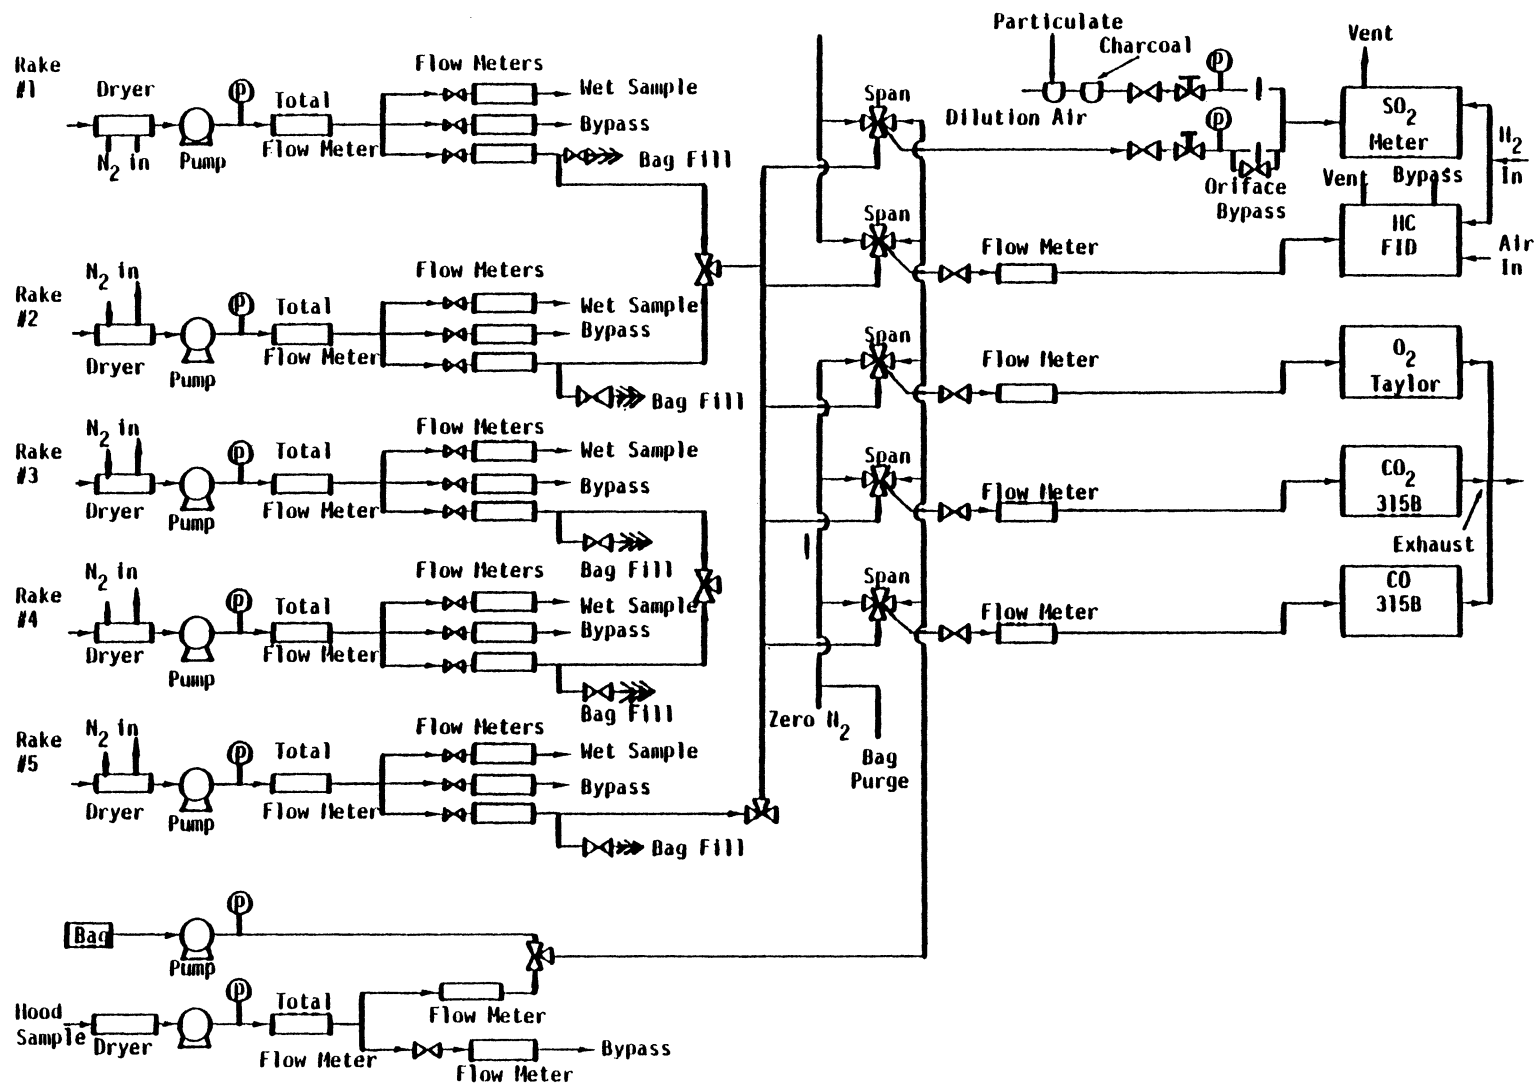 Particulate
Charcoal
Vent
Rake
#1
Dryer
P
Total
Flow Meters
Wet Sample
Bypass
Bag Fill
N2 in
Pump
Flow Meter
Span
Dilution Air
P
P
Oriface
Bypass
SO2
Meter
N2
In
Vent
Bypass
HC
FID
Air
In
Span
Flow Meter
Rake
#2
N2 in
P
Total
Flow Meters
Wet Sample
Bypass
Dryer
Pump
Flow Meter
Bag Fill
Span
Flow Meter
O2
Taylor
Rake
#3
N2 in
P
Total
Flow Meters
Wet Sample
Bypass
Dryer
Pump
Flow Meter
Bag Fill
Span
Flow Meter
CO2
315B
Exhaust
Rake
#4
N2 in
P
Total
Flow Meters
Wet Sample
Bypass
Dryer
Pump
Flow Meter
Bag Fill
Span
Flow Meter
CO
315B
Zero N2
Bag
Purge
Rake
#5
N2 in
P
Total
Flow Meters
Wet Sample
Bypass
Dryer
Pump
Flow Meter
Bag Fill
Bag
Pump
P
Hood
Sample
Dryer
P
Total
Flow Meter
Flow Meter
Flow Meter
Bypass